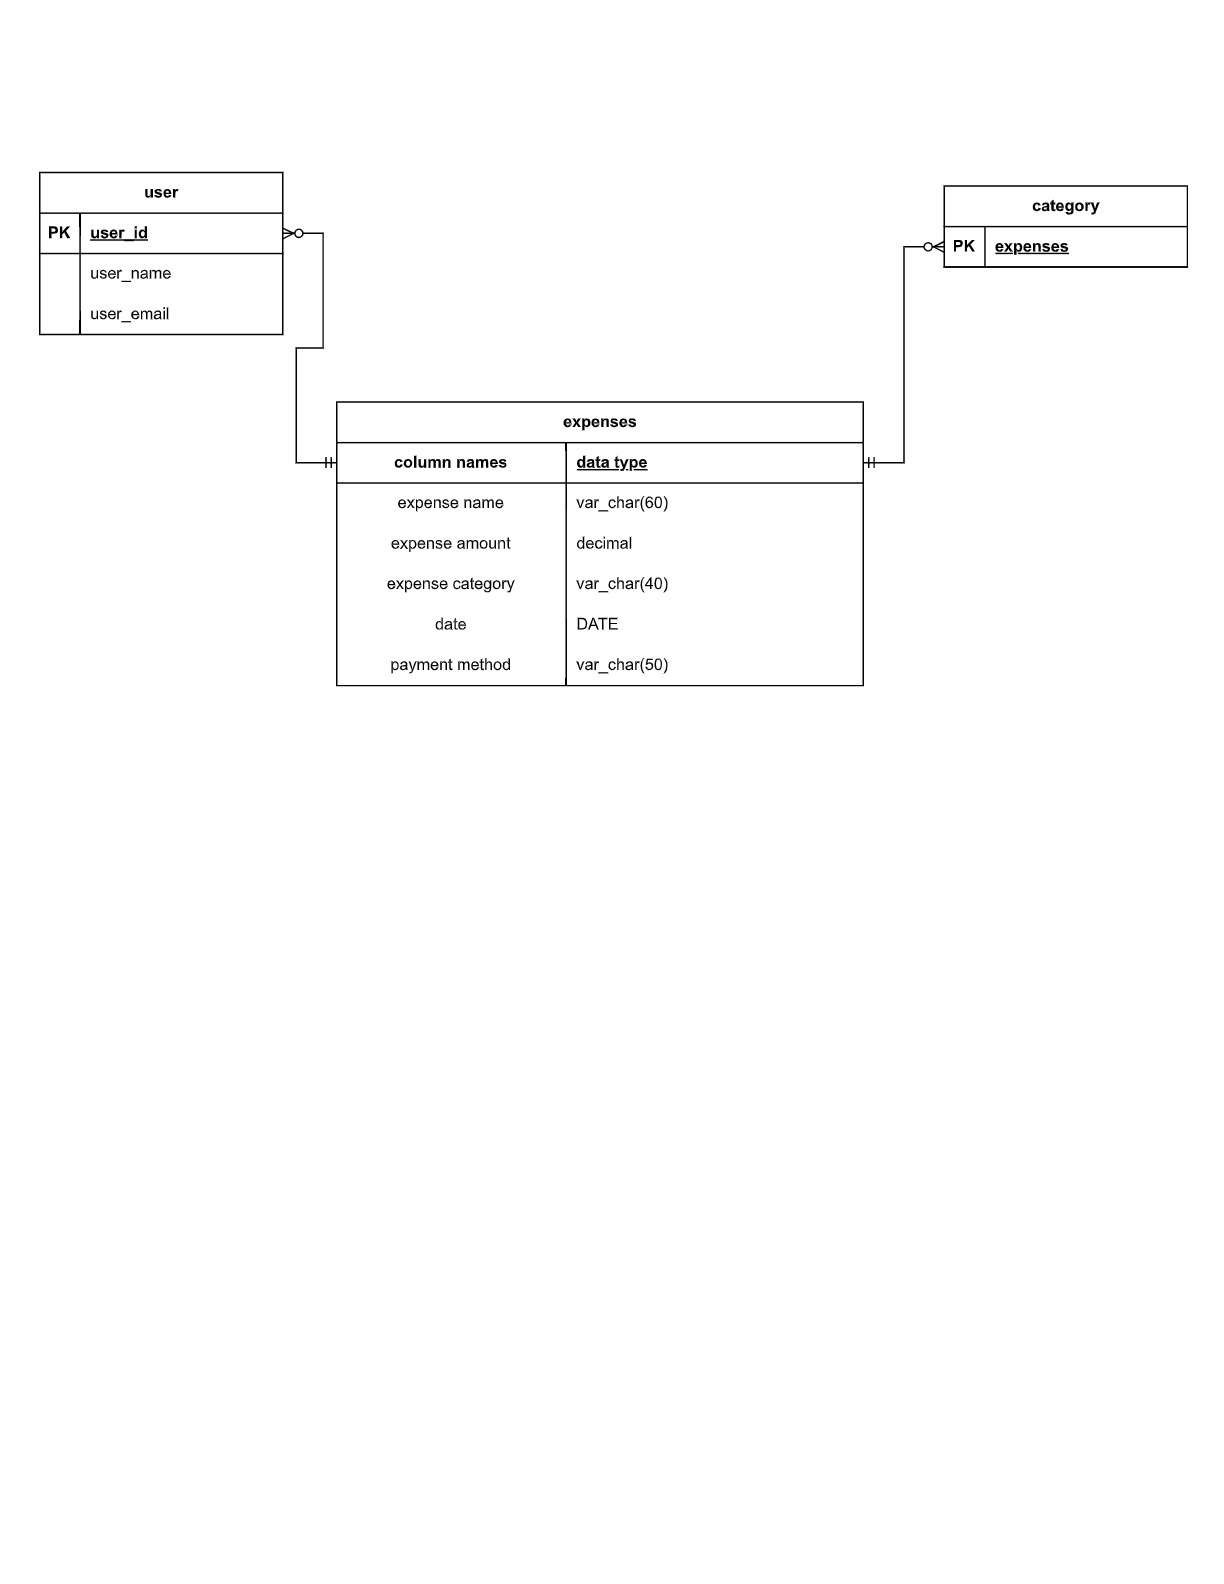 user
PK user_id
user_name
user_email
category
PK expenses
expenses
column names data type
expense name var_char(60)
expense amount decimal
expense category var_char(40)
date DATE
payment method var_char(50)